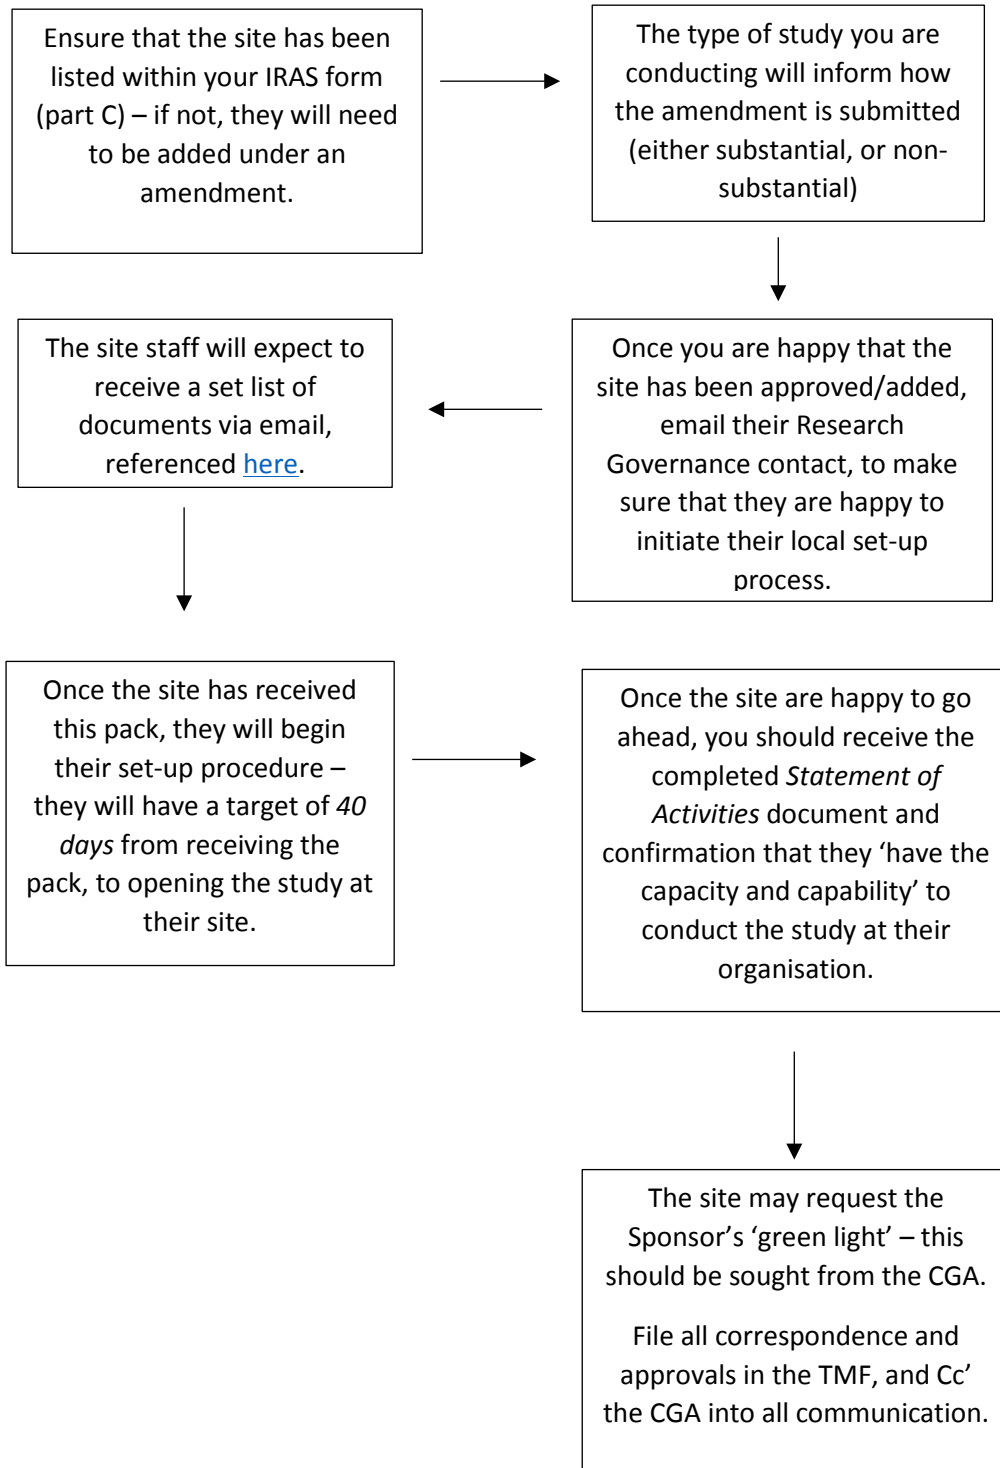 Ensure that the site has been
listed within your IRAS form
(part C) – if not, they will need
to be added under an
amendment.
The type of study you are
conducting will inform how
the amendment is submitted
(either substantial, or non-
substantial)
Once you are happy that the
site has been approved/added,
email their Research
Governance contact, to make
sure that they are happy to
initiate their local set-up
process.
The site staff will expect to
receive a set list of
documents via email,
referenced here.
Once the site has received
this pack, they will begin
their set-up procedure –
they will have a target of 40
days from receiving the
pack, to opening the study at
their site.
Once the site are happy to go
ahead, you should receive the
completed Statement of
Activities document and
confirmation that they ‘have the
capacity and capability’ to
conduct the study at their
organisation.
The site may request the
Sponsor’s ‘green light’ – this
should be sought from the CGA.
File all correspondence and
approvals in the TMF, and Cc’
the CGA into all communication.